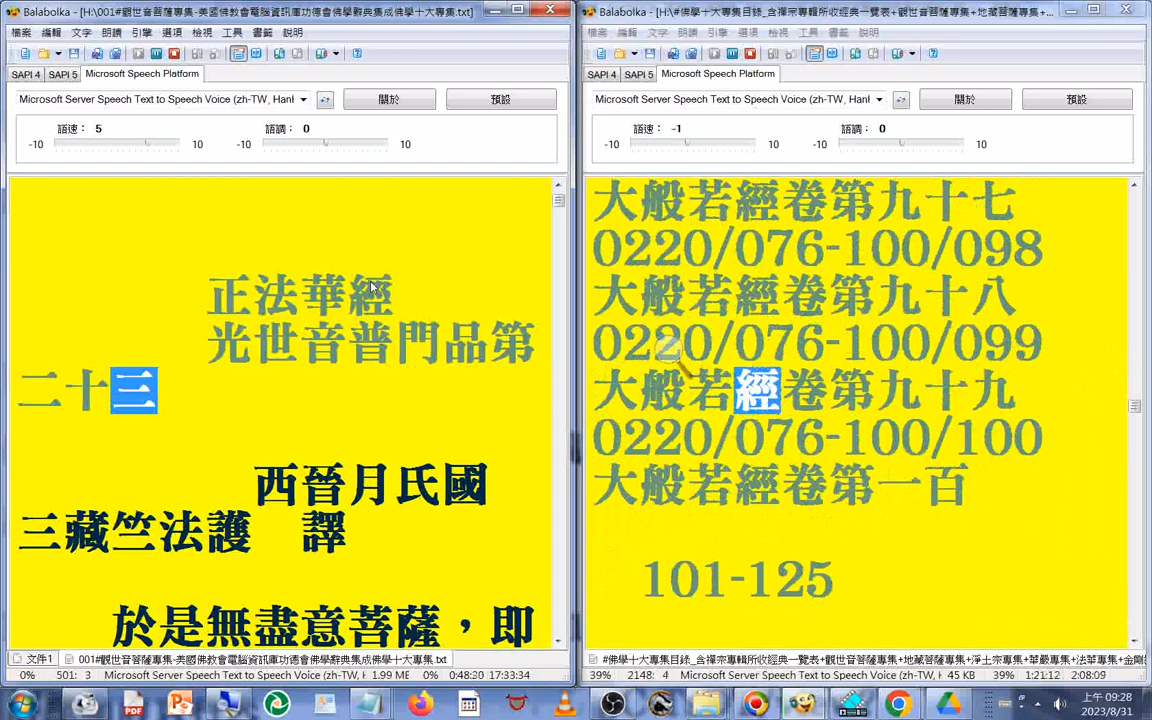 Balabolka - [H:\001#觀世音菩薩專集-美國佛教會電腦資訊庫功德會佛學辭典集成佛學十大專集.txt]
檔案 編輯 文字 朗讀 引擎 選項 檢視 工具 書籤 說明
SAPI 4 SAPI 5 Microsoft Speech Platform
Microsoft Server Speech Text to Speech Voice (zh-TW, Hanl
關於
預設
語速： 5
語調： 0
-10 10 -10 10
正法華經
光世音普門品第
二十三
西晉月氏國
三藏竺法護 譯
於是無盡意菩薩，即
文件1 001#觀世音菩薩專集-美國佛教會電腦資訊庫功德會佛學辭典集成佛學十大專集.txt
0% 501: 3 Microsoft Server Speech Text to Speech Voice (zh-TW, H 1.99 ME 0% 0:48:30 17:33:34
Balabolka - [H:\#佛學十大專集目錄_含禪宗專輯所收經典一覽表+觀世音菩薩專集+地藏菩薩專集+...
檔案 編輯 文字 朗讀 引擎 選項 檢視 工具 書籤 說明
SAPI 4 SAPI 5 Microsoft Speech Platform
Microsoft Server Speech Text to Speech Voice (zh-TW, Hanl
關於
預設
語速： -1
語調： 0
-10 10 -10 10
大般若經卷第九十七
0220/076-100/098
大般若經卷第九十八
0220/076-100/099
大般若經卷第九十九
0220/076-100/100
大般若經卷第一百
101-125
#佛學十大專集目錄_含禪宗專輯所收經典一覽表+觀世音菩薩專集+地藏菩薩專集+淨土宗專集+華嚴專集+法華專集+金剛
39% 2148: 4 Microsoft Server Speech Text to Speech Voice (zh-TW, H 45 KB 39% 1:21:12 2:08:09
上午 09:28
2023/8/31